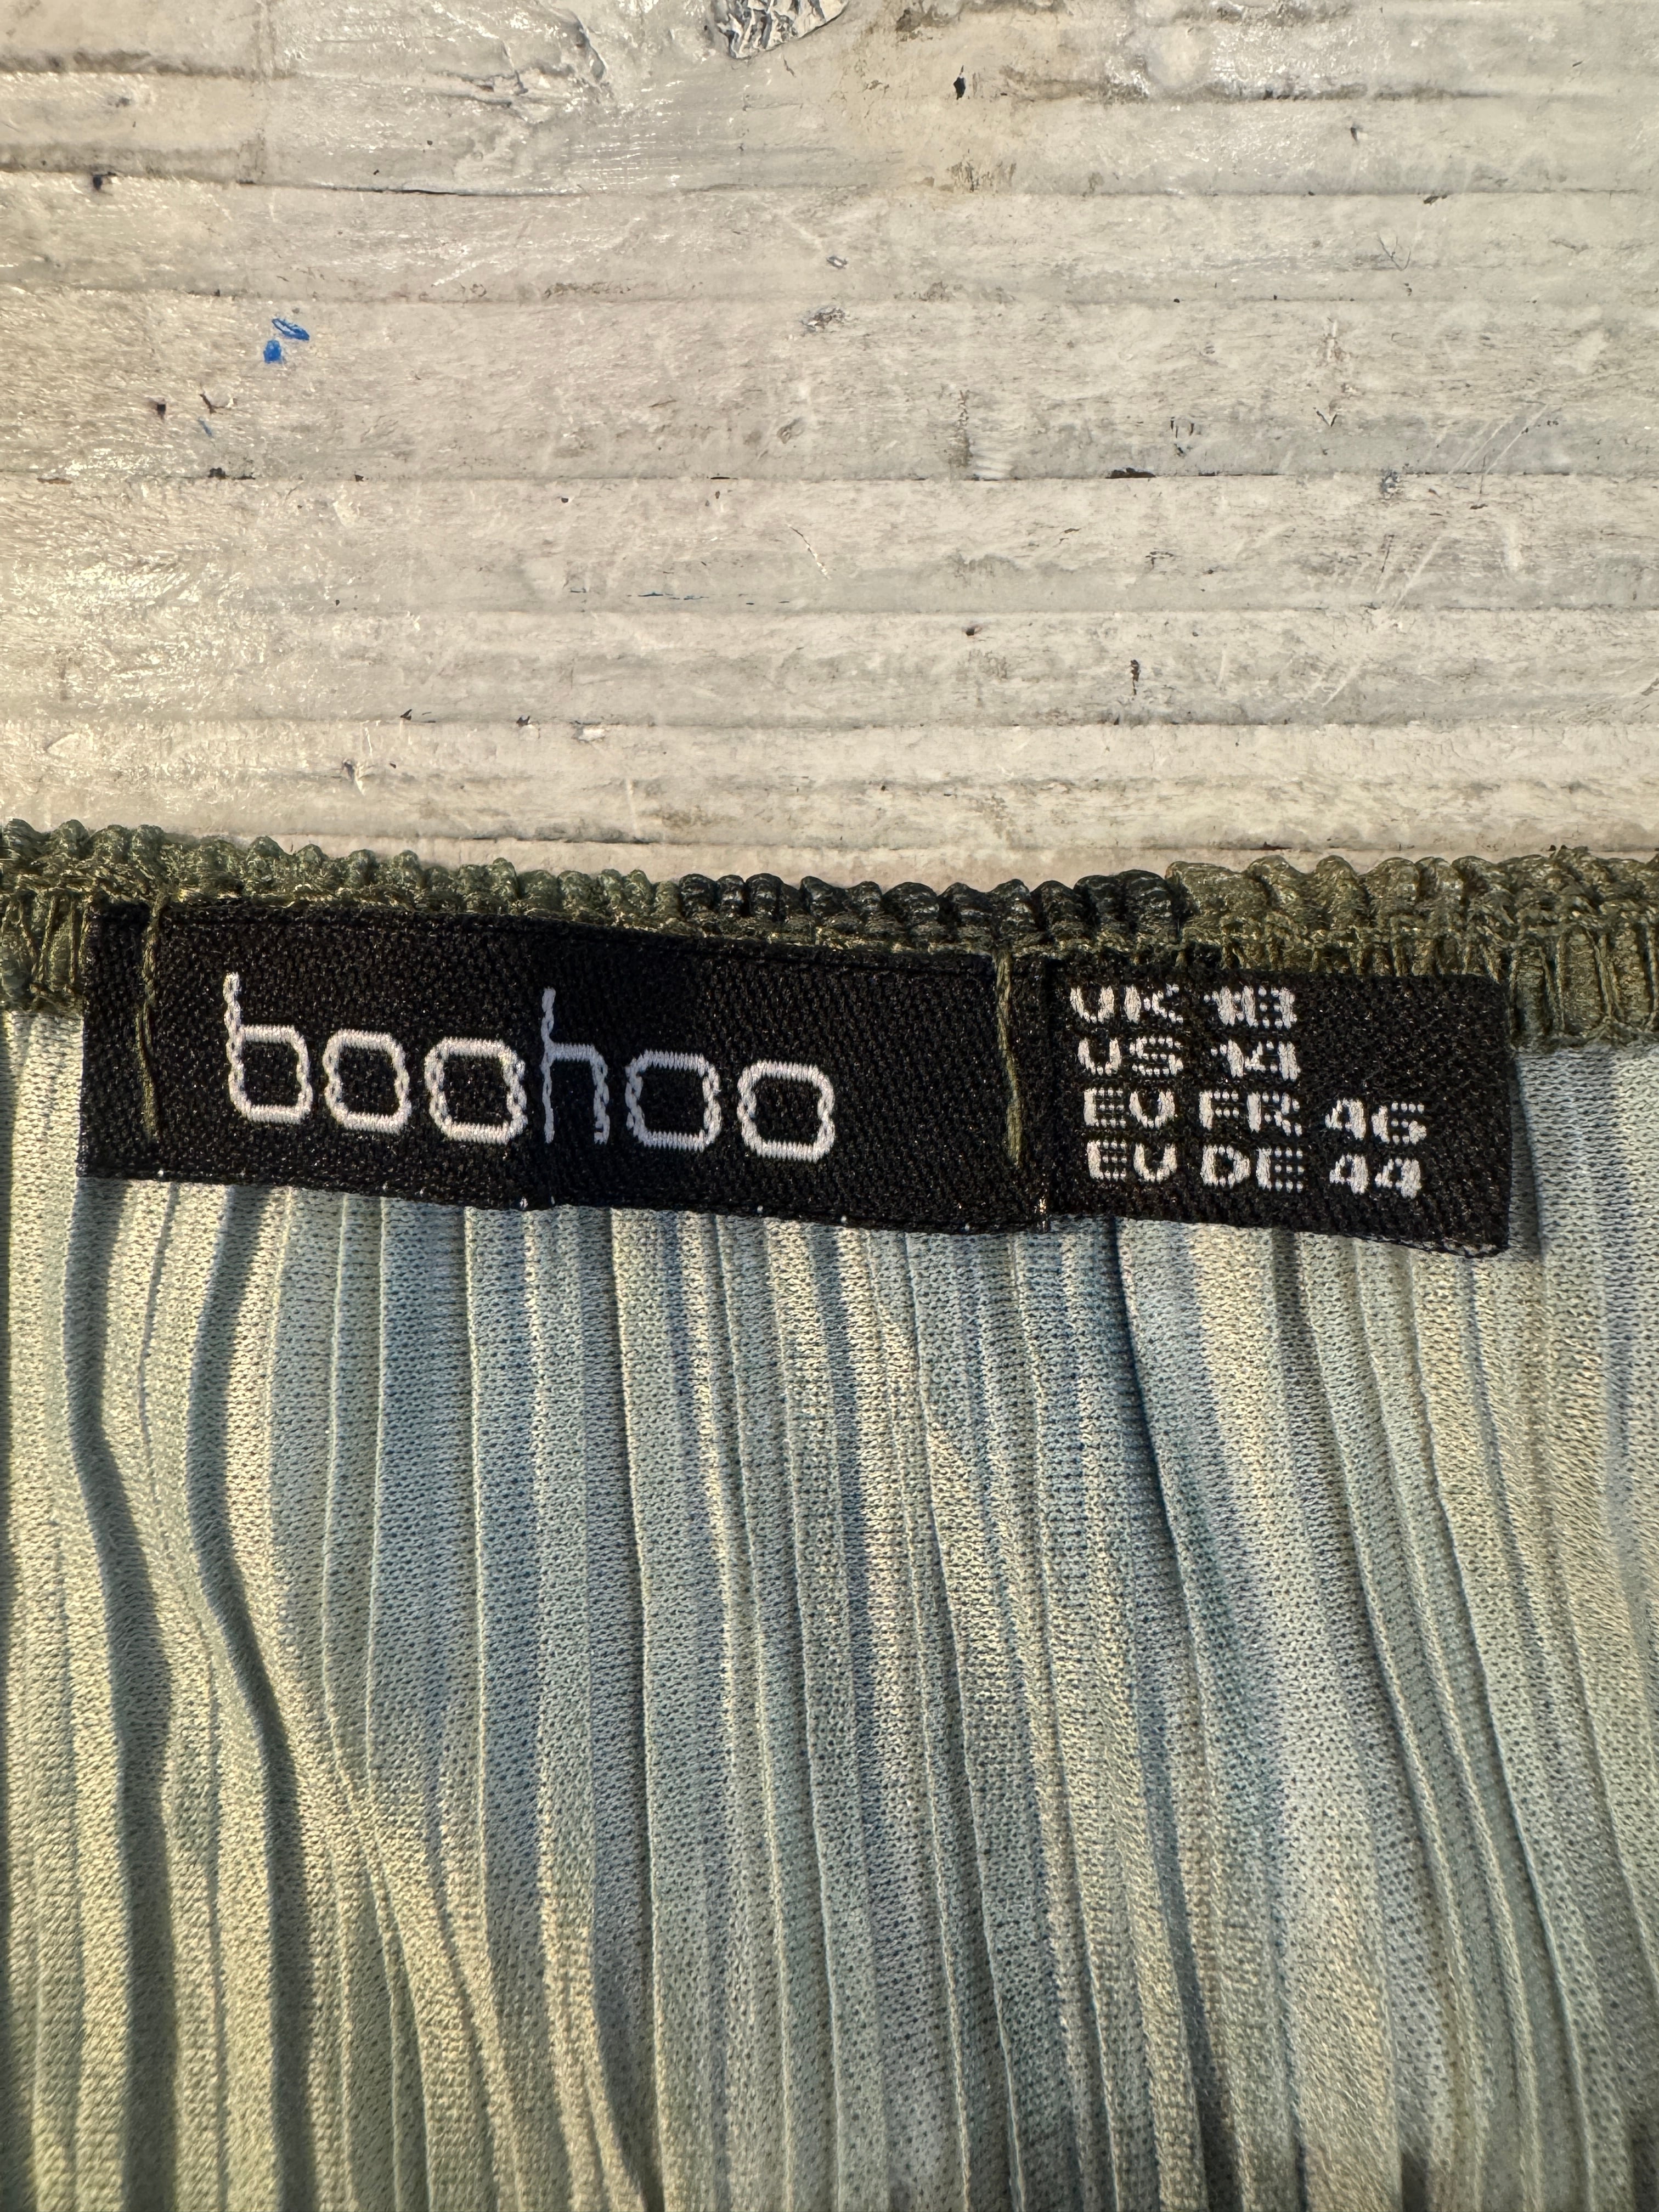 boohoo
UK 18
US 14
EU FR 46
EU DE 44